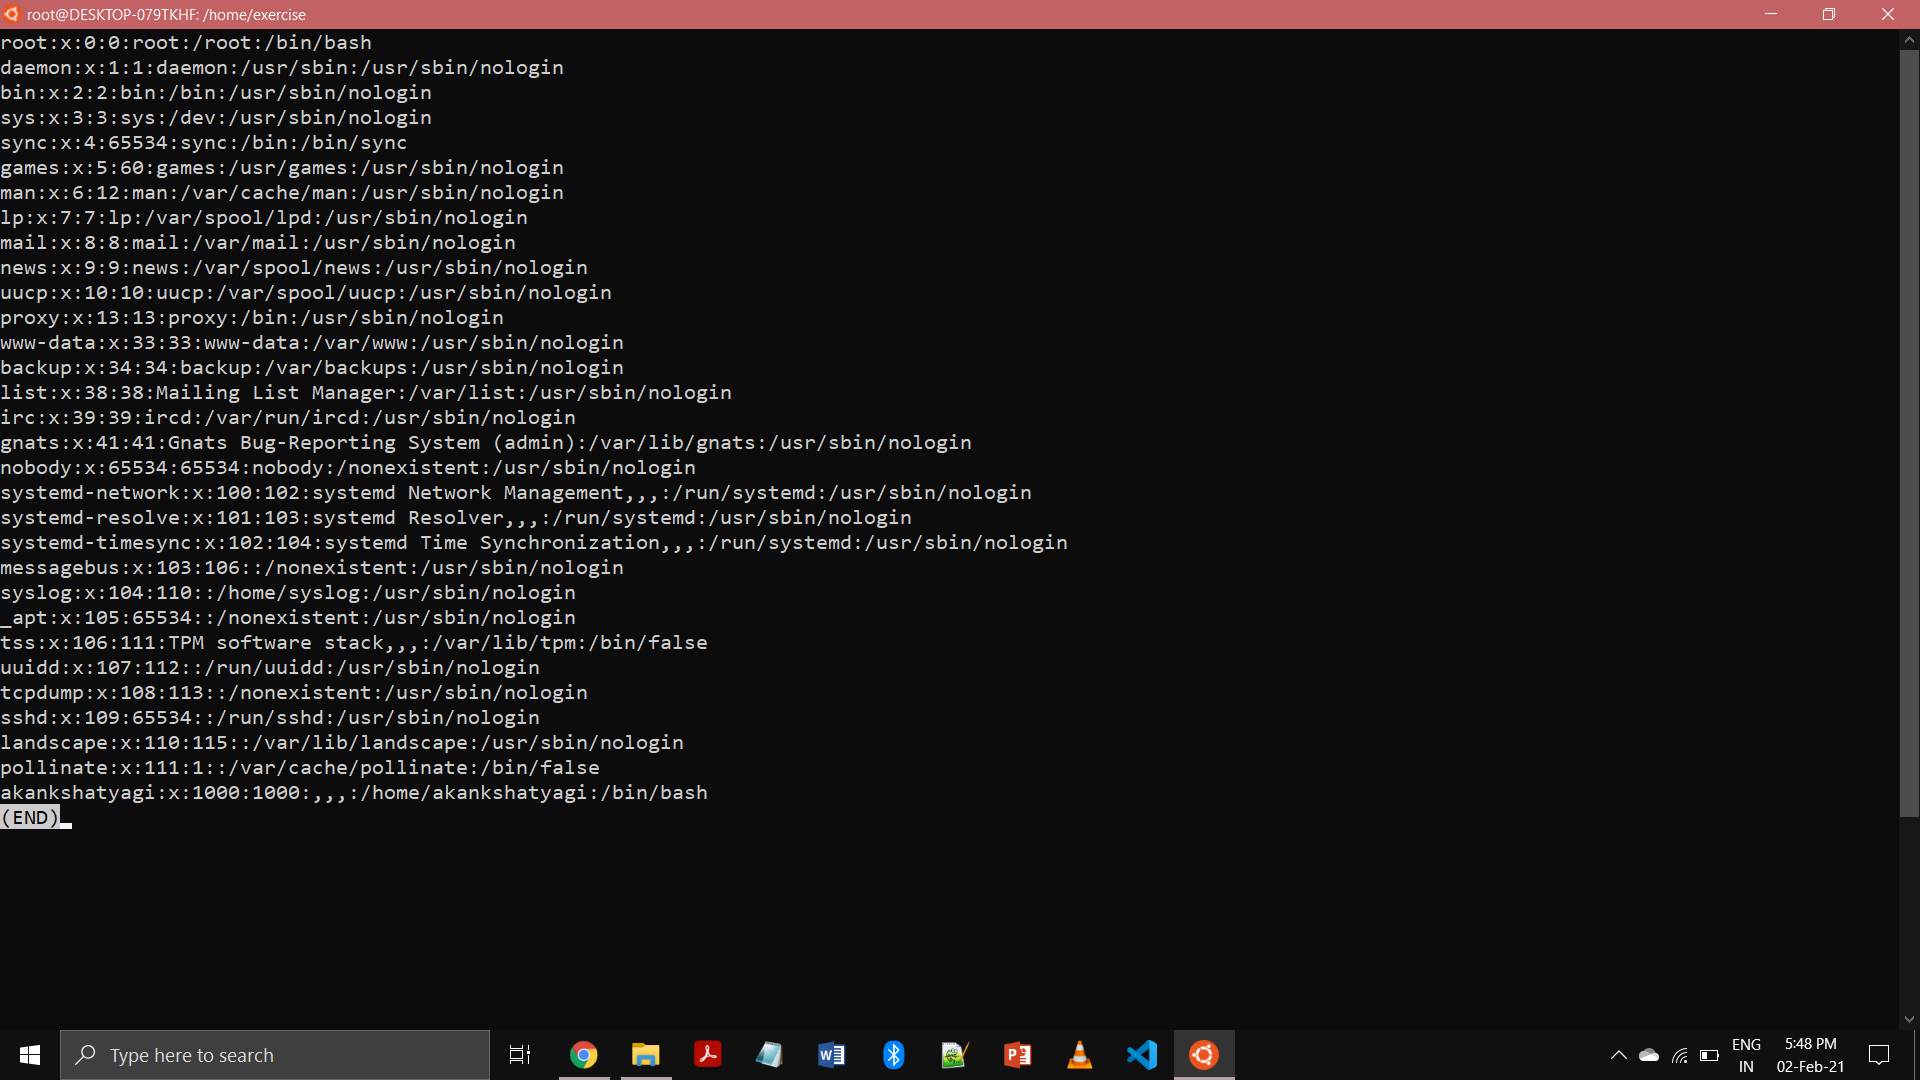 root@DESKTOP-079TKHF: /home/exercise
root:x:0:0:root:/root:/bin/bash
daemon:x:1:1:daemon:/usr/sbin:/usr/sbin/nologin
bin:x:2:2:bin:/bin:/usr/sbin/nologin
sys:x:3:3:sys:/dev:/usr/sbin/nologin
sync:x:4:65534:sync:/bin:/bin/sync
games:x:5:60:games:/usr/games:/usr/sbin/nologin
man:x:6:12:man:/var/cache/man:/usr/sbin/nologin
lp:x:7:7:lp:/var/spool/lpd:/usr/sbin/nologin
mail:x:8:8:mail:/var/mail:/usr/sbin/nologin
news:x:9:9:news:/var/spool/news:/usr/sbin/nologin
uucp:x:10:10:uucp:/var/spool/uucp:/usr/sbin/nologin
proxy:x:13:13:proxy:/bin:/usr/sbin/nologin
www-data:x:33:33:www-data:/var/www:/usr/sbin/nologin
backup:x:34:34:backup:/var/backups:/usr/sbin/nologin
list:x:38:38:Mailing List Manager:/var/list:/usr/sbin/nologin
irc:x:39:39:ircd:/var/run/ircd:/usr/sbin/nologin
gnats:x:41:41:Gnats Bug-Reporting System (admin):/var/lib/gnats:/usr/sbin/nologin
nobody:x:65534:65534:nobody:/nonexistent:/usr/sbin/nologin
systemd-network:x:100:102:systemd Network Management,,,:/run/systemd:/usr/sbin/nologin
systemd-resolve:x:101:103:systemd Resolver,,,:/run/systemd:/usr/sbin/nologin
systemd-timesync:x:102:104:systemd Time Synchronization,,,:/run/systemd:/usr/sbin/nologin
messagebus:x:103:106::/nonexistent:/usr/sbin/nologin
syslog:x:104:110::/home/syslog:/usr/sbin/nologin
_apt:x:105:65534::/nonexistent:/usr/sbin/nologin
tss:x:106:111:TPM software stack,,,:/var/lib/tpm:/bin/false
uuidd:x:107:112::/run/uuidd:/usr/sbin/nologin
tcpdump:x:108:113::/nonexistent:/usr/sbin/nologin
sshd:x:109:65534::/run/sshd:/usr/sbin/nologin
landscape:x:110:115::/var/lib/landscape:/usr/sbin/nologin
pollinate:x:111:1::/var/cache/pollinate:/bin/false
akankshatyagi:x:1000:1000:,,,:/home/akankshatyagi:/bin/bash
(END)
Type here to search
ENG
IN
5:48 PM
02-Feb-21